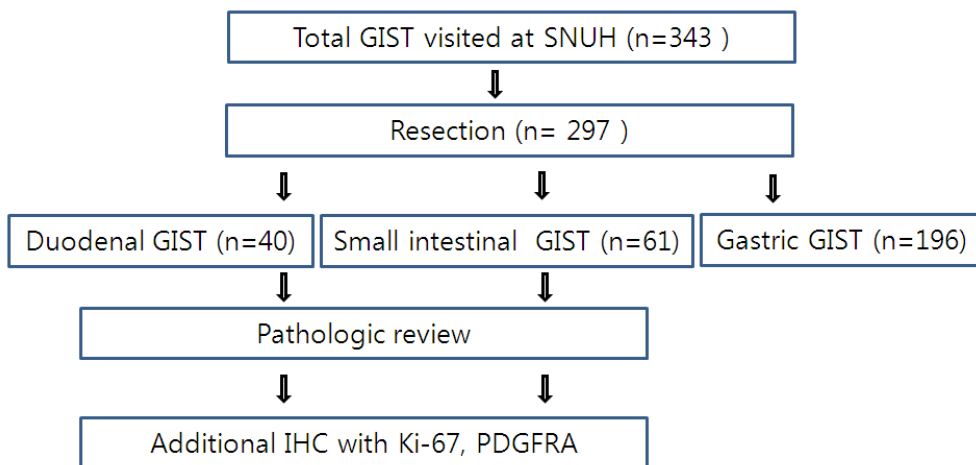 Total GIST visited at SNUH (n=343 )
Resection (n= 297 )
Duodenal GIST (n=40)
Small intestinal  GIST (n=61)
Gastric GIST (n=196)
Pathologic review
Additional IHC with Ki-67, PDGFRA